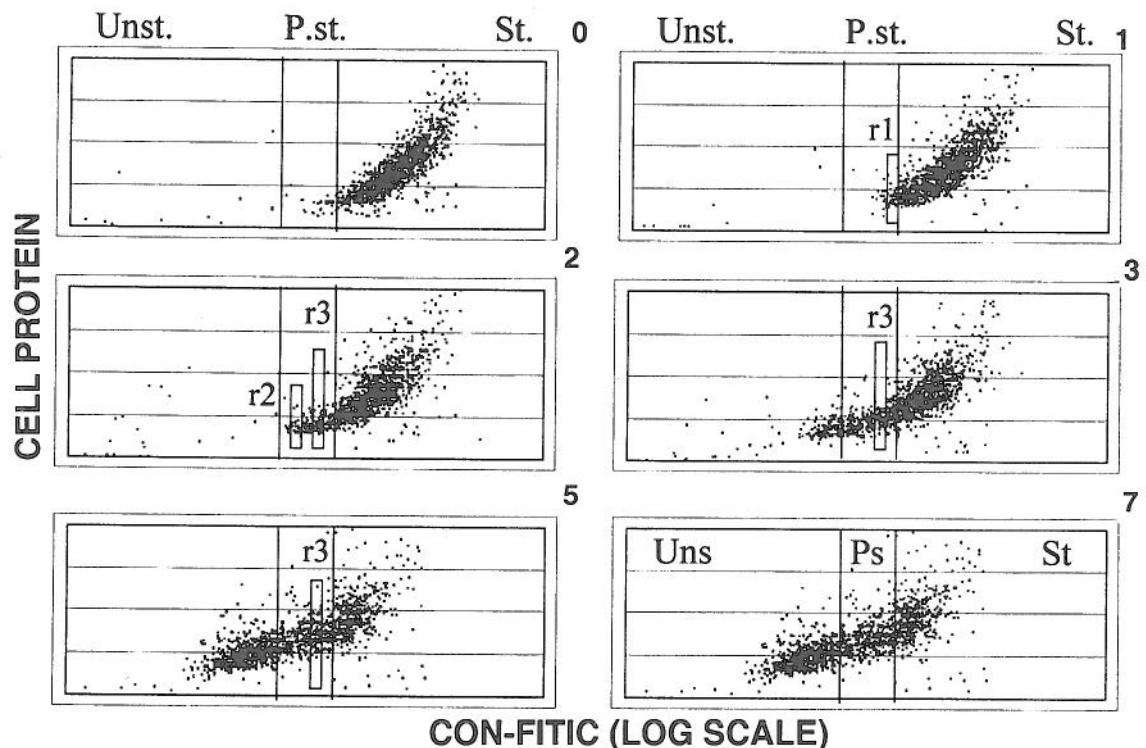 Unst. P.st. St. 0
Unst. P.st. St. 1
r1
2
r3
r2
3
r3
5
r3
7
Uns Ps St
CELL PROTEIN
CON-FITIC (LOG SCALE)